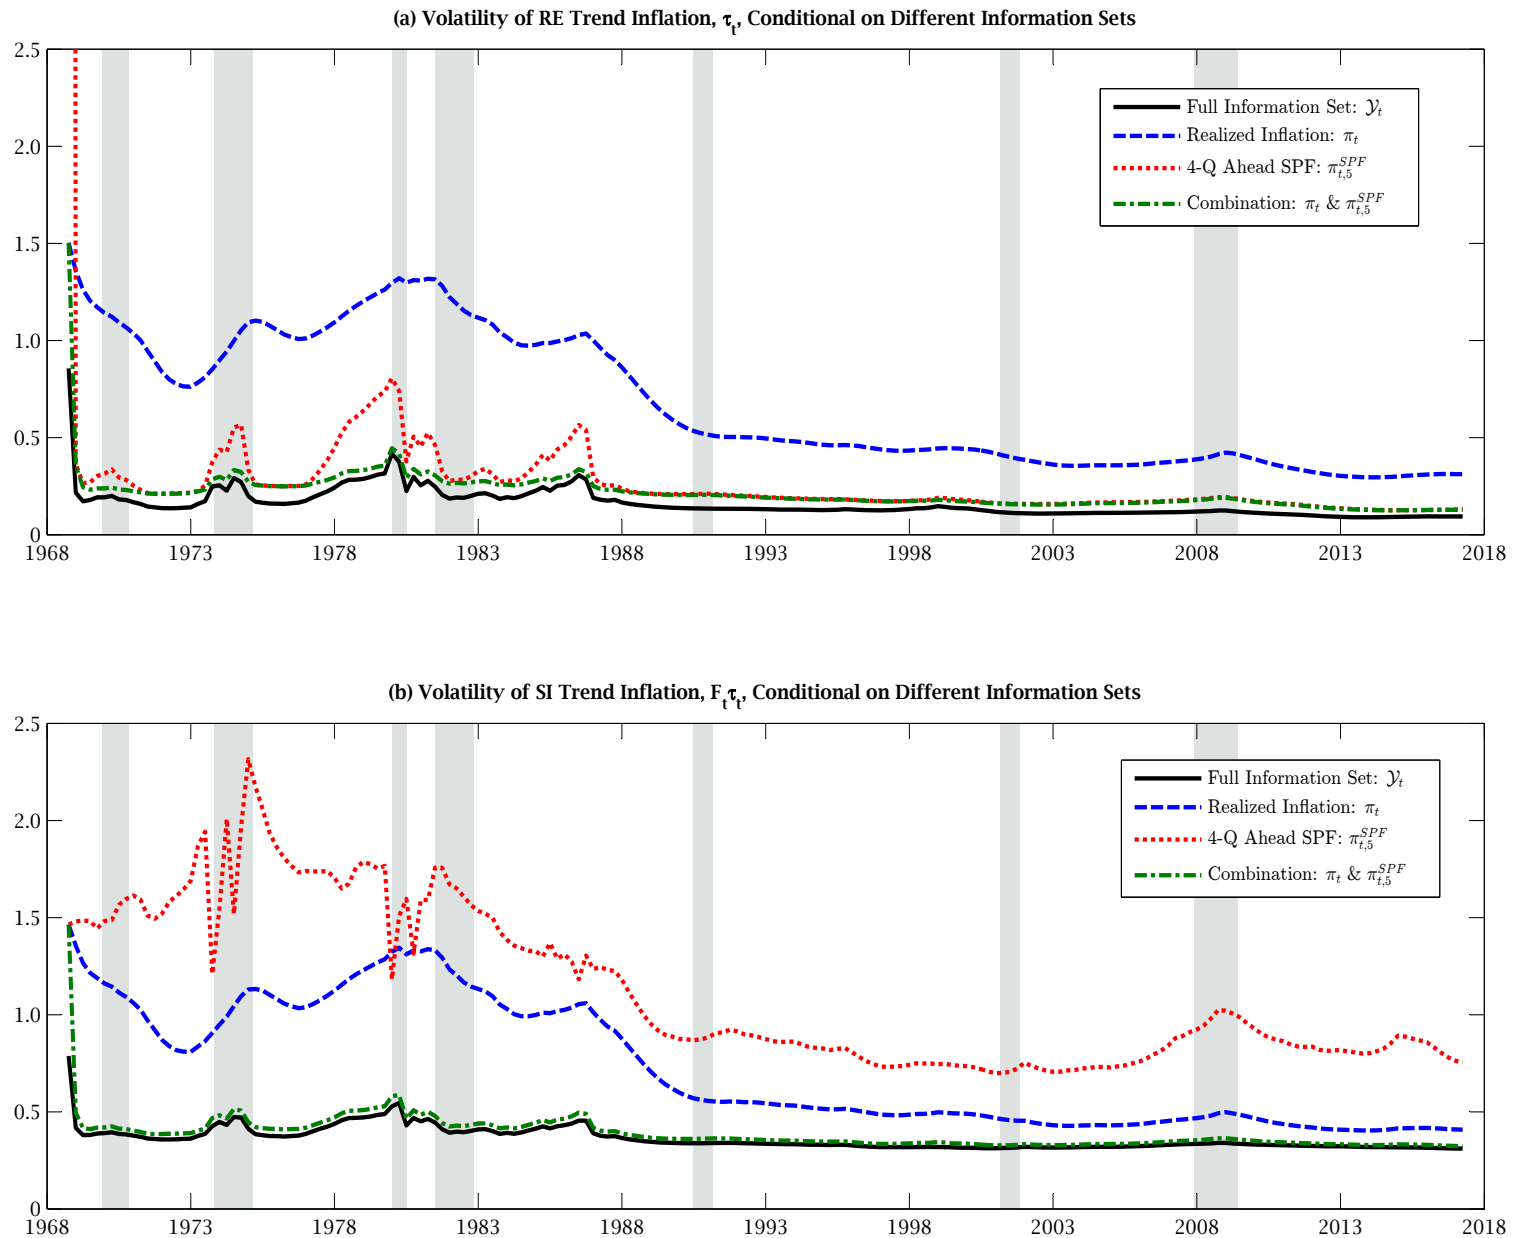 (a) Volatility of RE Trend Inflation, τt, Conditional on Different Information Sets
2.5
2.0
1.5
1.0
0.5
0
1968 1973 1978 1983 1988 1993 1998 2003 2008 2013 2018
Full Information Set: 𝒴t
Realized Inflation: πt
4-Q Ahead SPF: π^SPF_t,5
Combination: πt & π^SPF_t,5
(b) Volatility of SI Trend Inflation, Ftτt, Conditional on Different Information Sets
2.5
2.0
1.5
1.0
0.5
0
1968 1973 1978 1983 1988 1993 1998 2003 2008 2013 2018
Full Information Set: 𝒴t
Realized Inflation: πt
4-Q Ahead SPF: π^SPF_t,5
Combination: πt & π^SPF_t,5